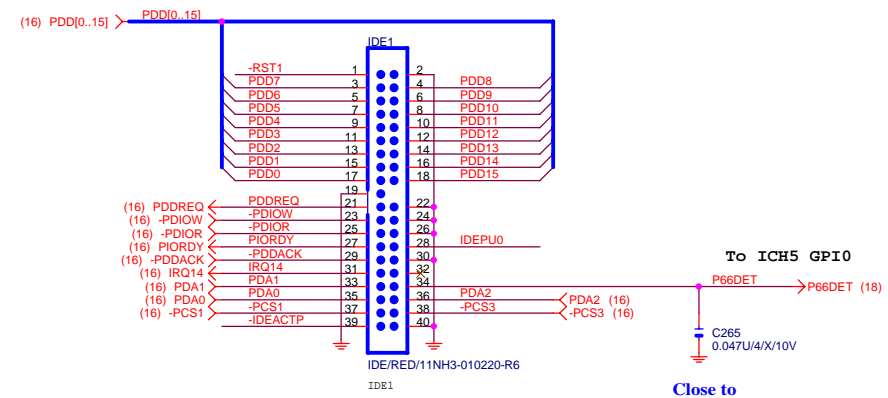 (16) PDD[0..15] PDD[0..15]
IDE1
-RST1 1 2
PDD7 3 4 PDD8
PDD6 5 6 PDD9
PDD5 7 8 PDD10
PDD4 9 10 PDD11
PDD3 11 12 PDD12
PDD2 13 14 PDD13
PDD1 15 16 PDD14
PDD0 17 18 PDD15
19
(16) PDDREQ PDDREQ 21 22
(16) -PDIOW -PDIOW 23 24
(16) -PDIOR -PDIOR 25 26
(16) PIORDY PIORDY 27 28 IDEPU0
(16) -PDDACK -PDDACK 29 30
(16) IRQ14 IRQ14 31 32
(16) PDA1 PDA1 33 34 P66DET P66DET (18)
(16) PDA0 PDA0 35 36 PDA2 PDA2 (16)
(16) -PCS1 -PCS1 37 38 -PCS3 -PCS3 (16)
-IDEACTP 39 40
To ICH5 GPI0
C265
0.047U/4/X/10V
IDE/RED/11NH3-010220-R6
IDE1
Close to